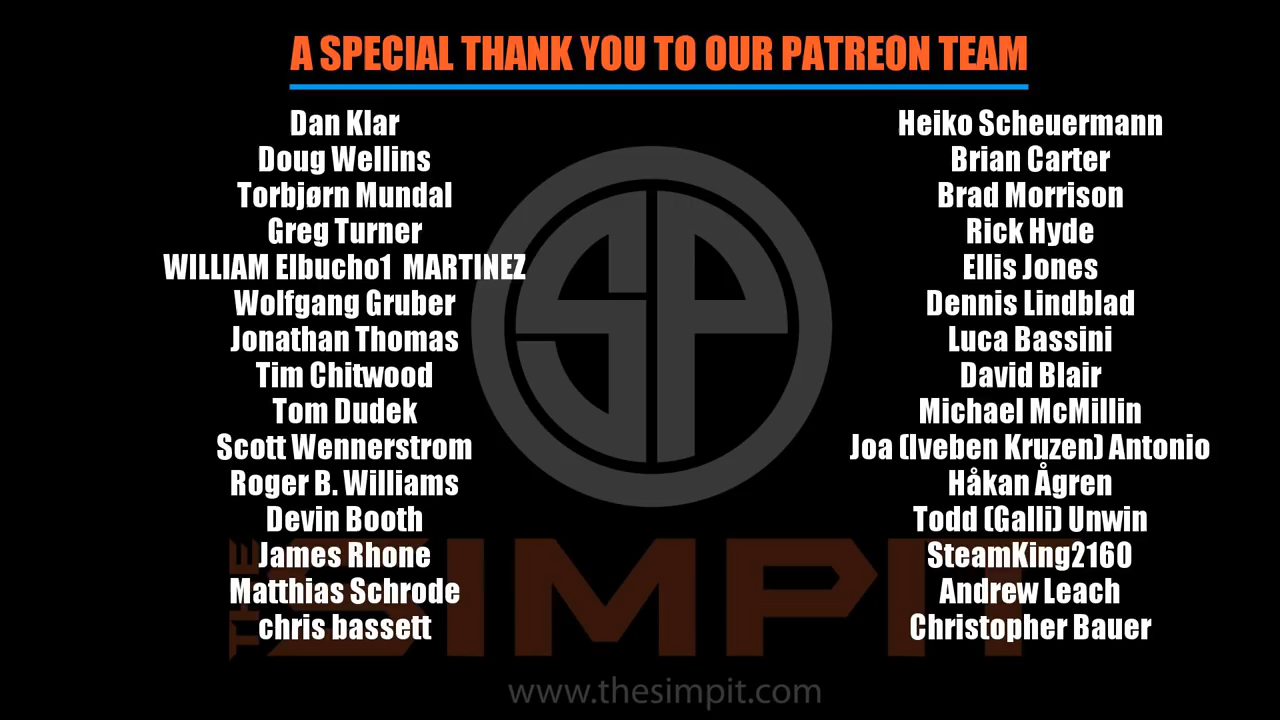 A SPECIAL THANK YOU TO OUR PATREON TEAM
Dan Klar
Doug Wellins
Torbjørn Mundal
Greg Turner
WILLIAM Elbucho1 MARTINEZ
Wolfgang Gruber
Jonathan Thomas
Tim Chitwood
Tom Dudek
Scott Wennerstrom
Roger B. Williams
Devin Booth
James Rhone
Matthias Schrode
chris bassett
Heiko Scheuermann
Brian Carter
Brad Morrison
Rick Hyde
Ellis Jones
Dennis Lindblad
Luca Bassini
David Blair
Michael McMillin
Joa (Iveben Kruzen) Antonio
Håkan Ågren
Todd (Galli) Unwin
SteamKing2160
Andrew Leach
Christopher Bauer
SP
THE SIMPIT
www.thesimpit.com